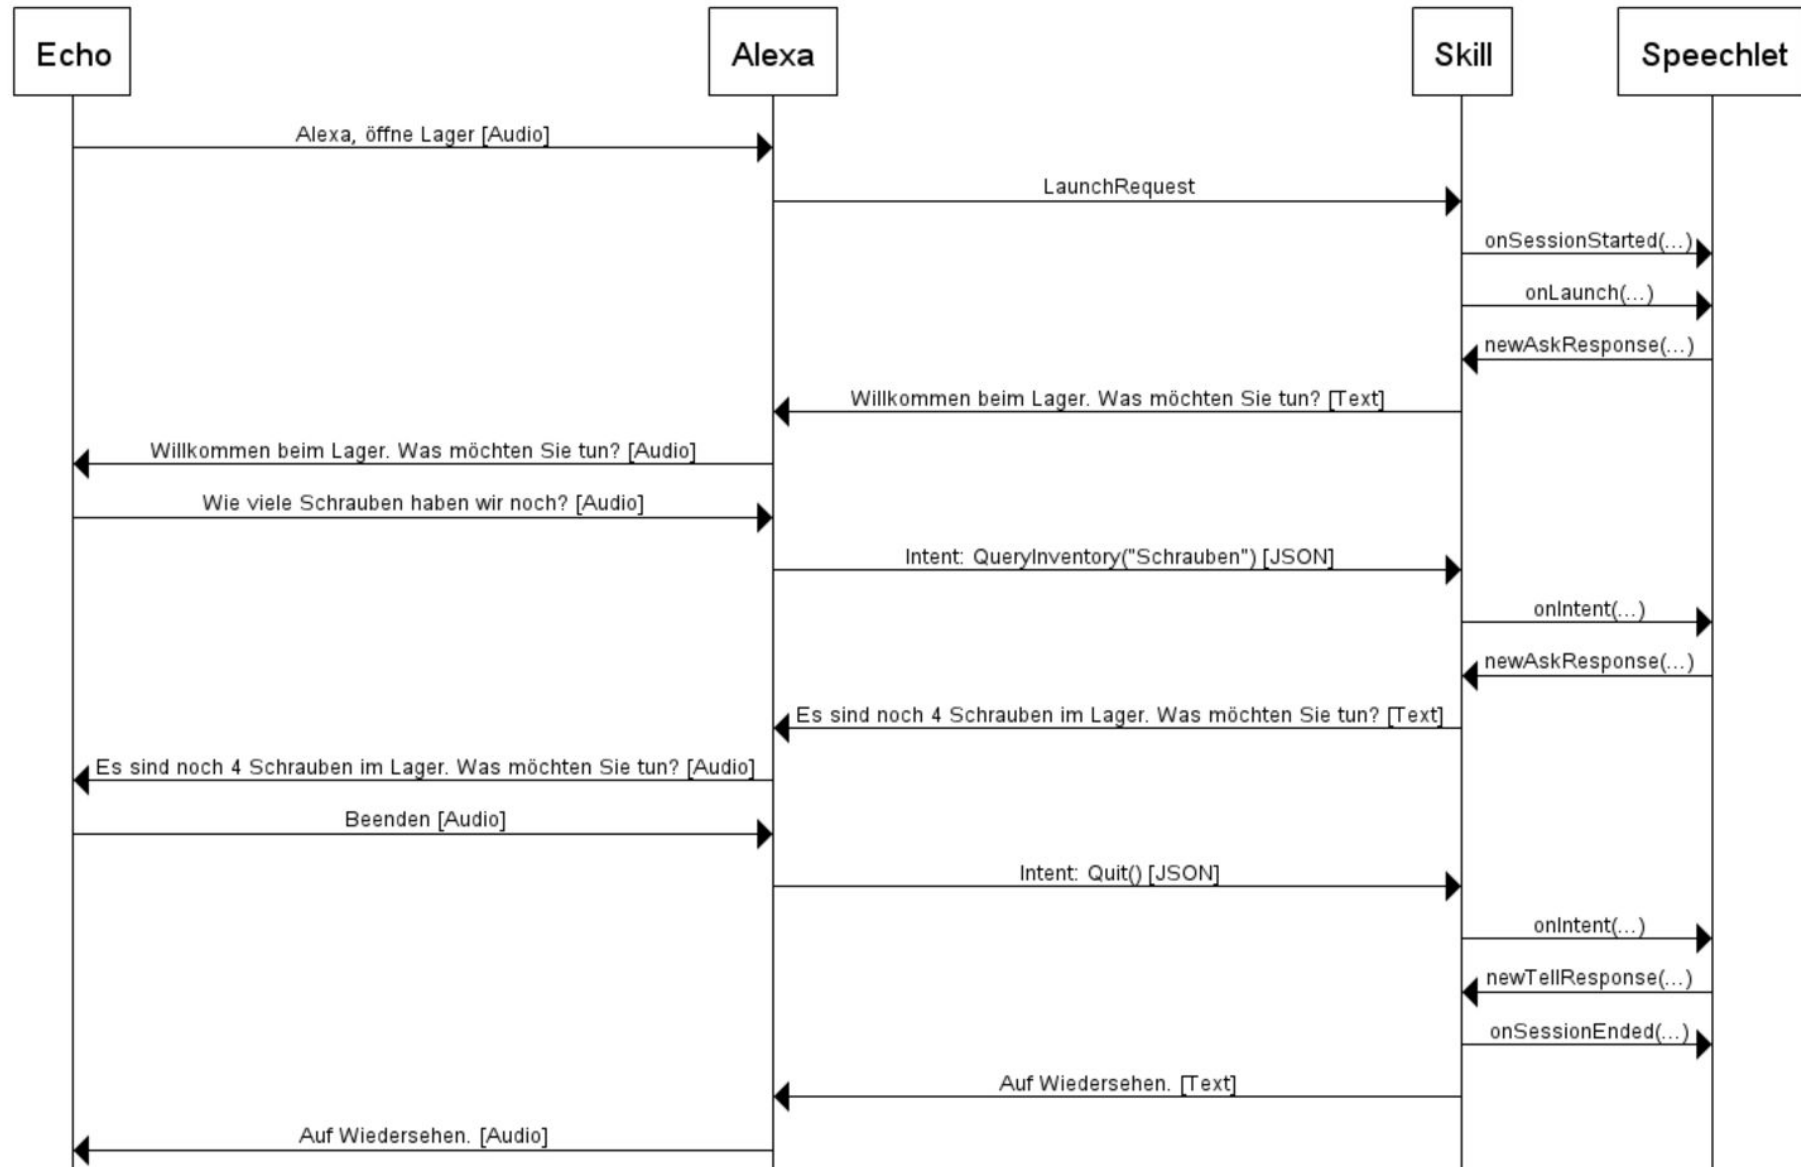 Echo
Alexa
Skill
Speechlet
Alexa, öffne Lager [Audio]
LaunchRequest
onSessionStarted(...)
onLaunch(...)
newAskResponse(...)
Willkommen beim Lager. Was möchten Sie tun? [Text]
Willkommen beim Lager. Was möchten Sie tun? [Audio]
Wie viele Schrauben haben wir noch? [Audio]
Intent: QueryInventory("Schrauben") [JSON]
onIntent(...)
newAskResponse(...)
Es sind noch 4 Schrauben im Lager. Was möchten Sie tun? [Text]
Es sind noch 4 Schrauben im Lager. Was möchten Sie tun? [Audio]
Beenden [Audio]
Intent: Quit() [JSON]
onIntent(...)
newTellResponse(...)
onSessionEnded(...)
Auf Wiedersehen. [Text]
Auf Wiedersehen. [Audio]